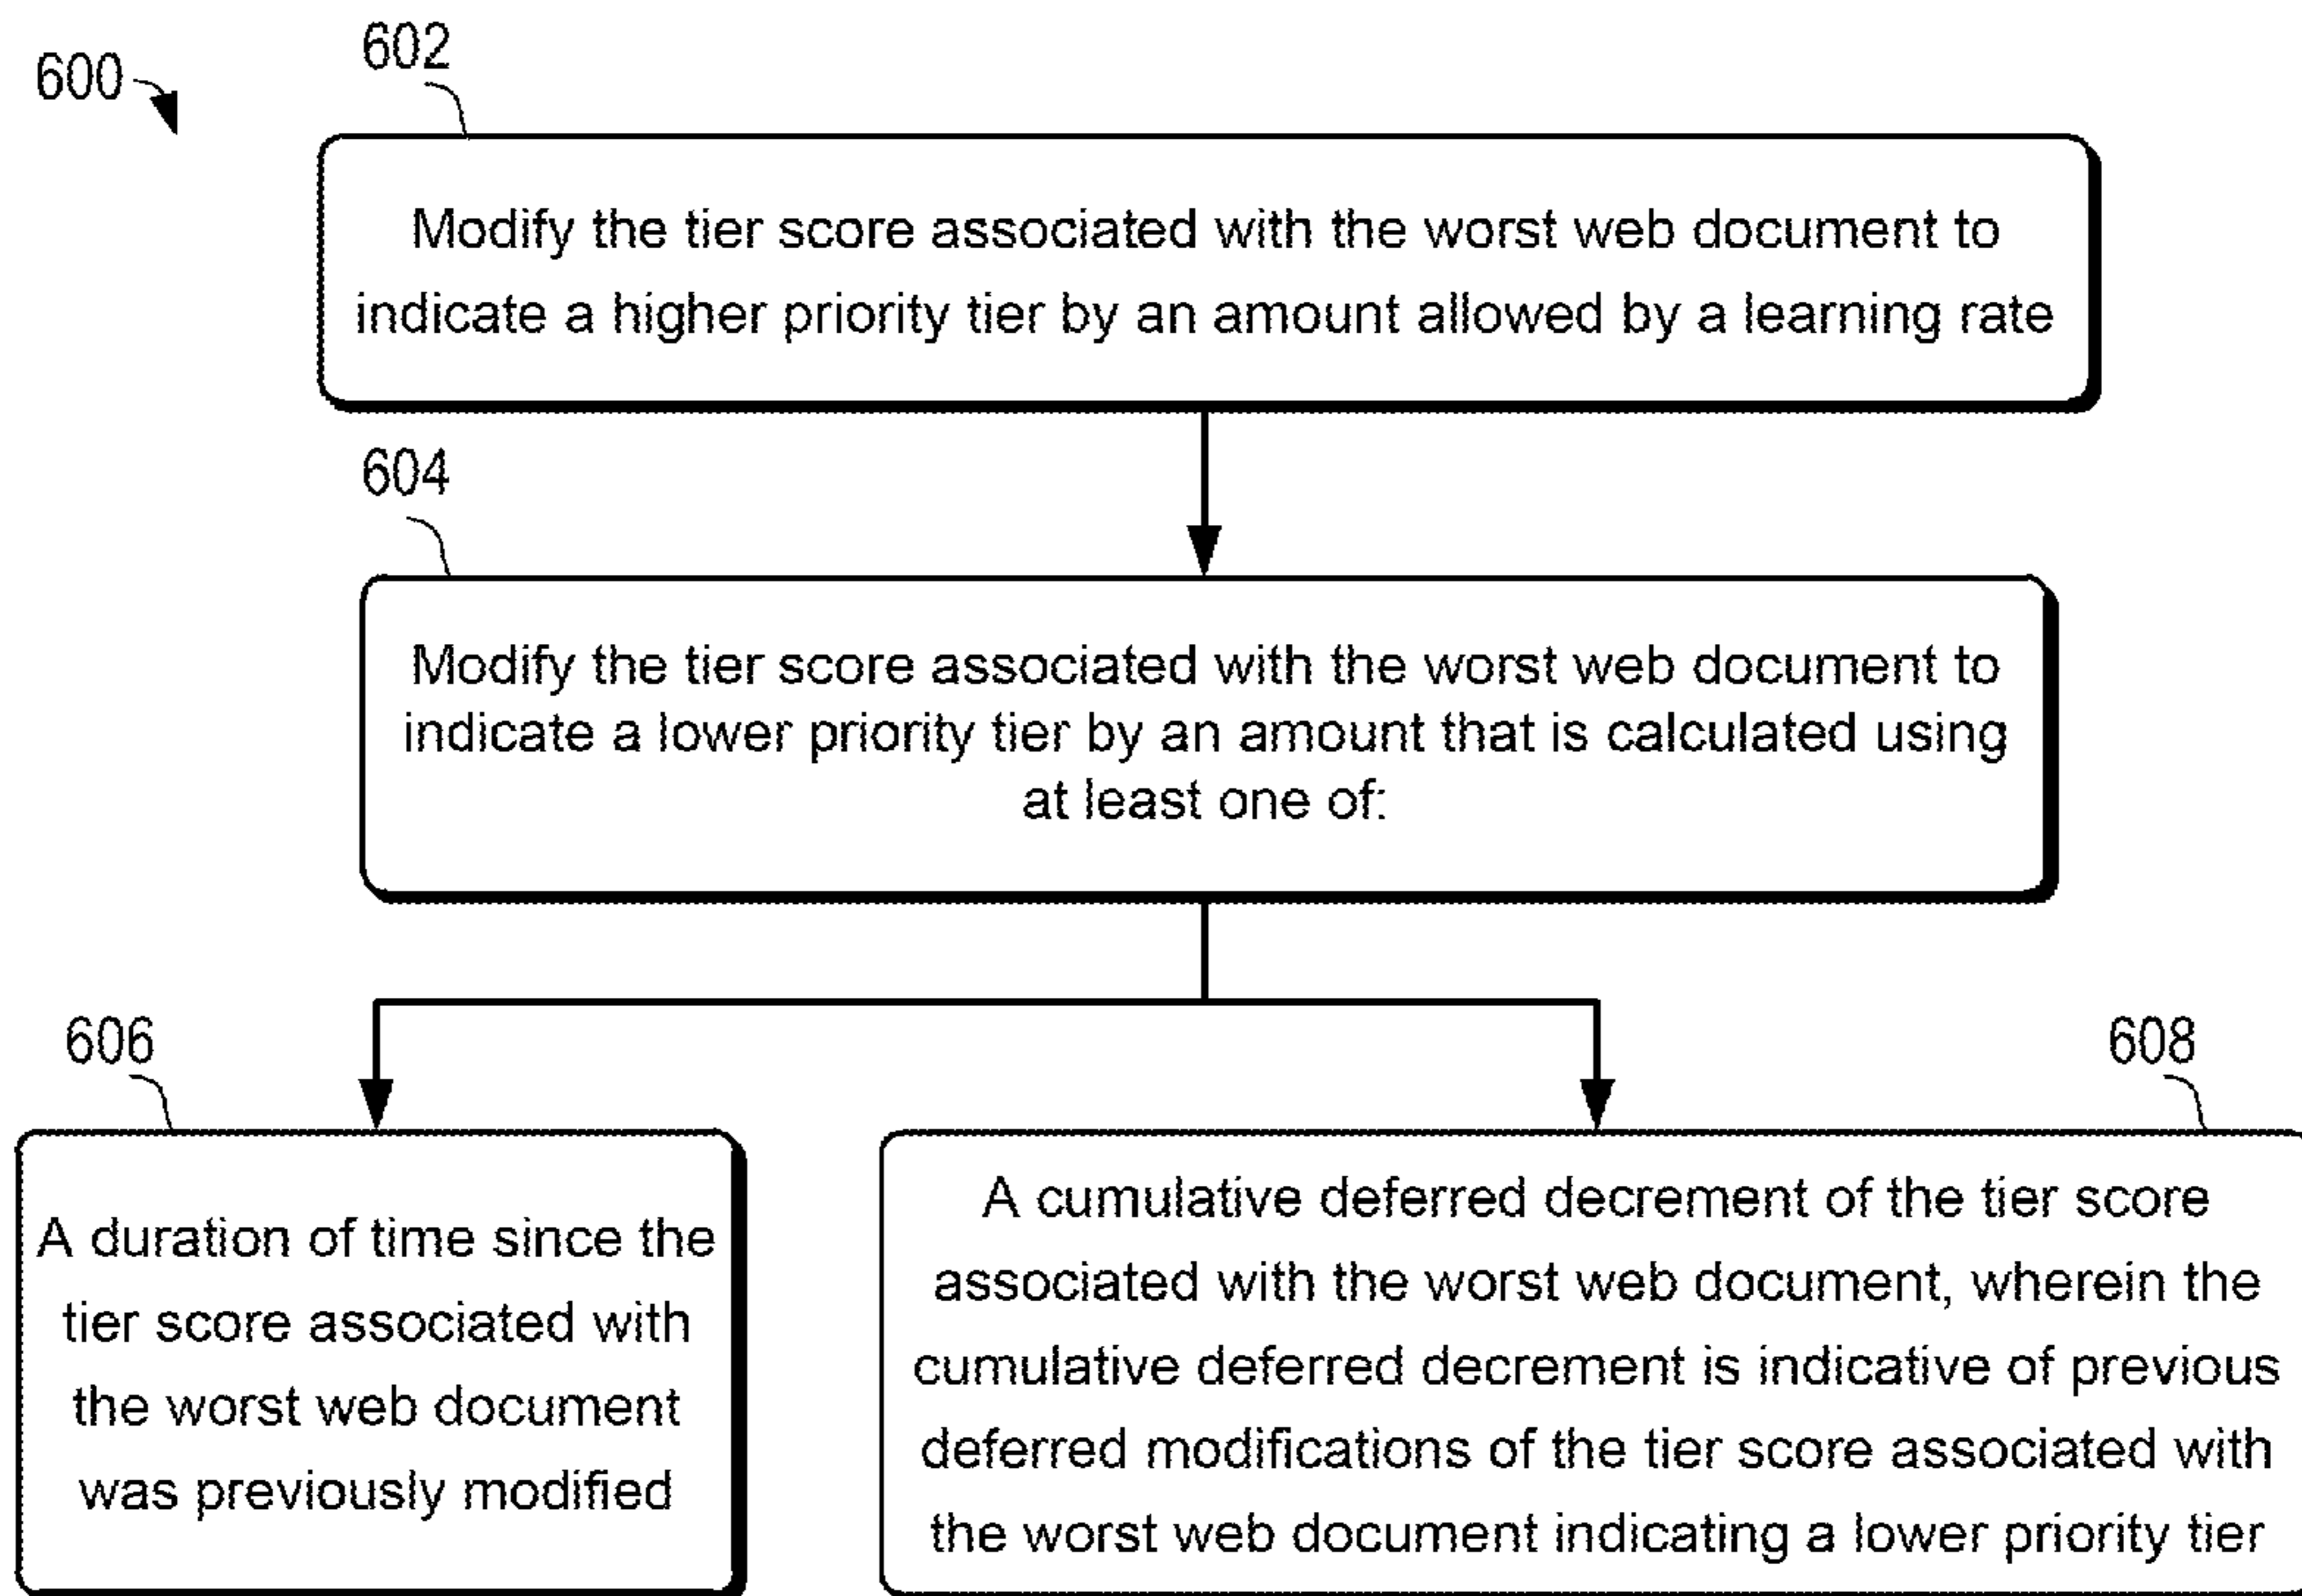 600
602
Modify the tier score associated with the worst web document to
indicate a higher priority tier by an amount allowed by a learning rate
604
Modify the tier score associated with the worst web document to
indicate a lower priority tier by an amount that is calculated using
at least one of:
606
A duration of time since the
tier score associated with
the worst web document
was previously modified
608
A cumulative deferred decrement of the tier score
associated with the worst web document, wherein the
cumulative deferred decrement is indicative of previous
deferred modifications of the tier score associated with
the worst web document indicating a lower priority tier